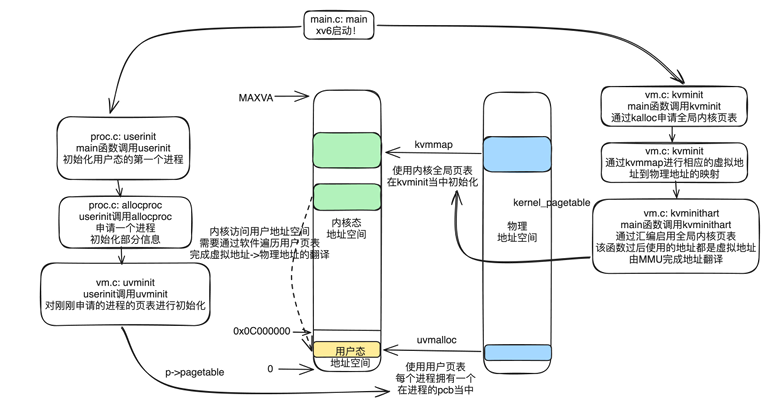 main.c: main
xv6启动！
proc.c: userinit
main函数调用userinit
初始化用户态的第一个进程
proc.c: allocproc
userinit调用allocproc
申请一个进程
初始化部分信息
vm.c: uvminit
userinit调用uvminit
对刚刚申请的进程的页表进行初始化
p->pagetable
MAXVA
内核态
地址空间
内核访问用户地址空间
需要通过软件遍历用户页表
完成虚拟地址->物理地址的翻译
0x0C000000
0
用户态
地址空间
kvmmap
使用内核全局页表
在kvminit当中初始化
uvmalloc
使用用户页表
每个进程拥有一个
在进程的pcb当中
物理
地址空间
kernel_pagetable
vm.c: kvminit
main函数调用kvminit
通过kalloc申请全局内核页表
vm.c: kvminit
通过kvmmap进行相应的虚拟地
址到物理地址的映射
vm.c: kvminithart
main函数调用kvminithart
通过汇编启用全局内核页表
该函数过后使用的地址都是虚拟地址
由MMU完成地址翻译